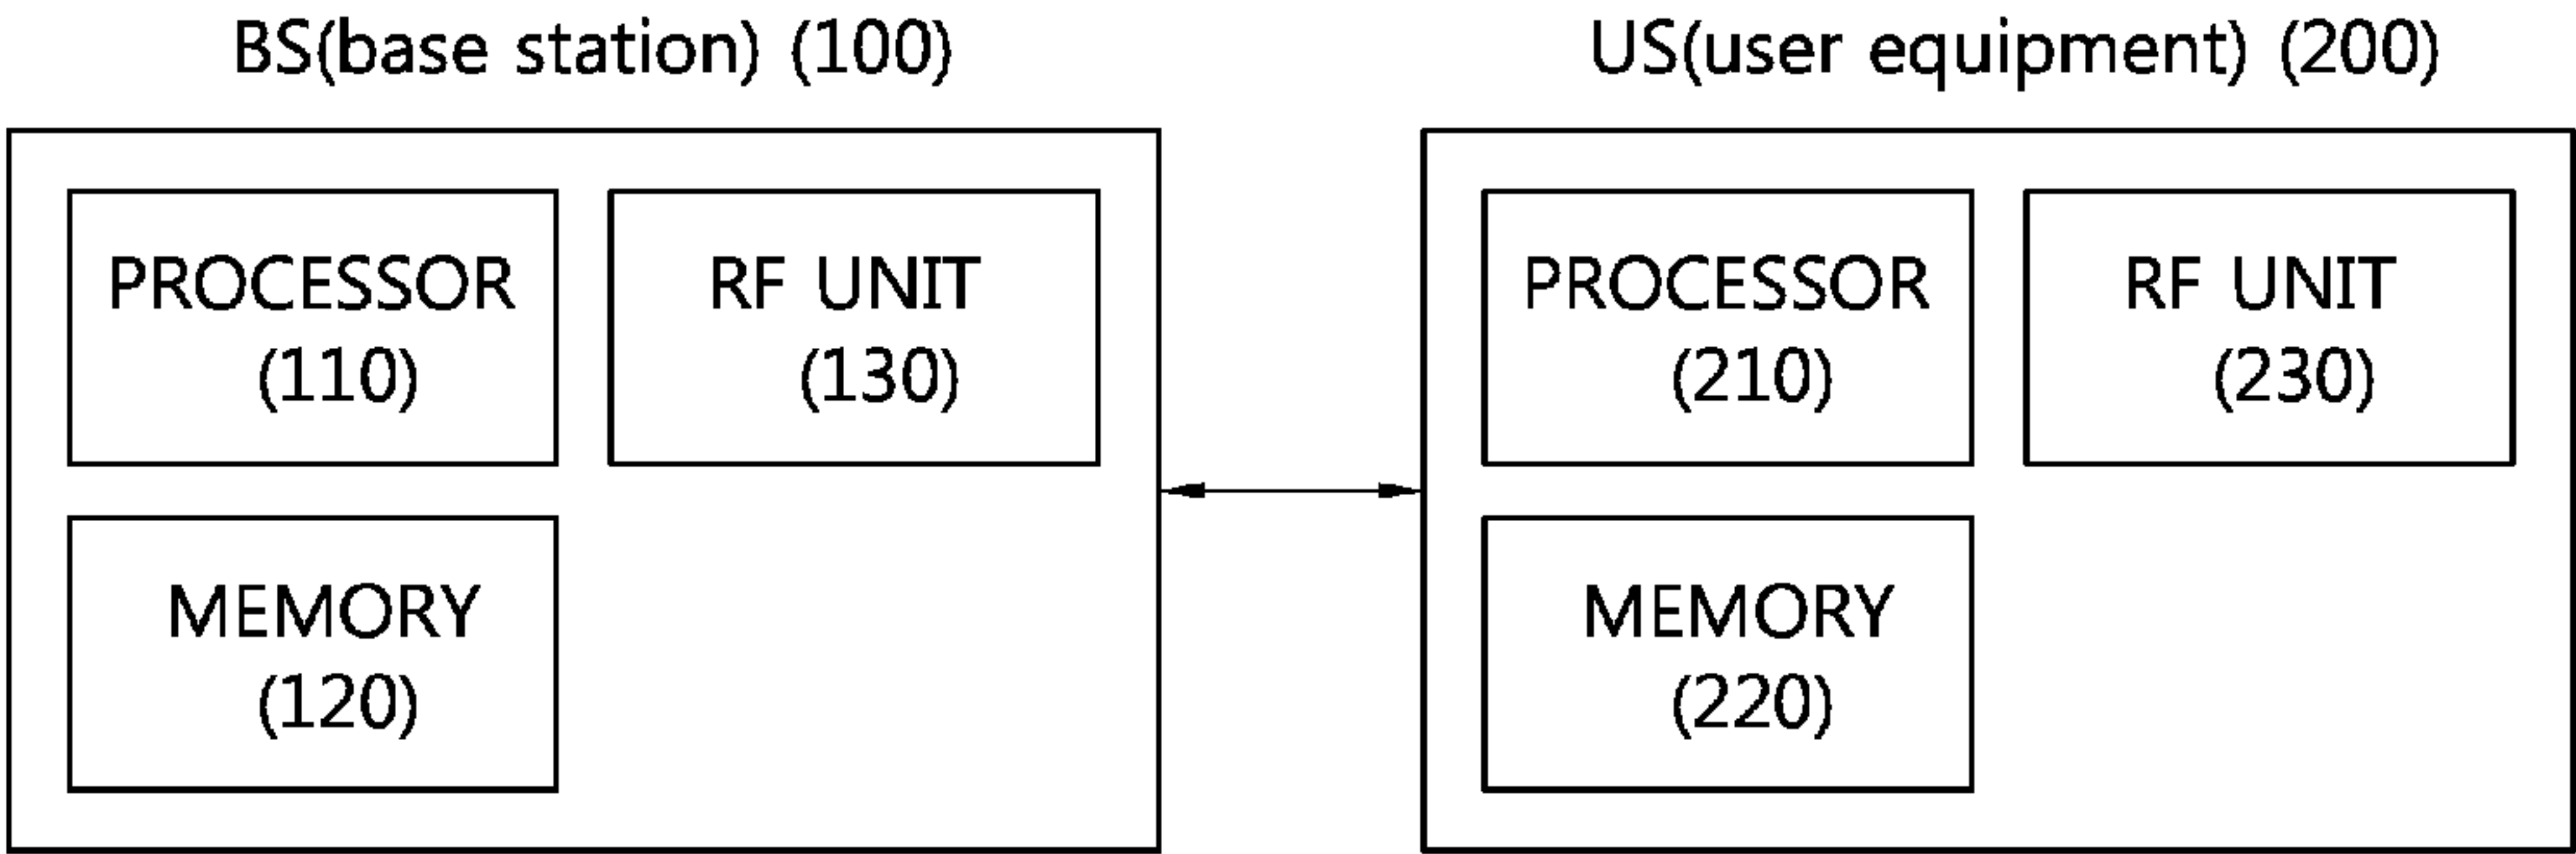 BS(base station) (100)
PROCESSOR
(110)
RF UNIT
(130)
MEMORY
(120)
US(user equipment) (200)
PROCESSOR
(210)
RF UNIT
(230)
MEMORY
(220)